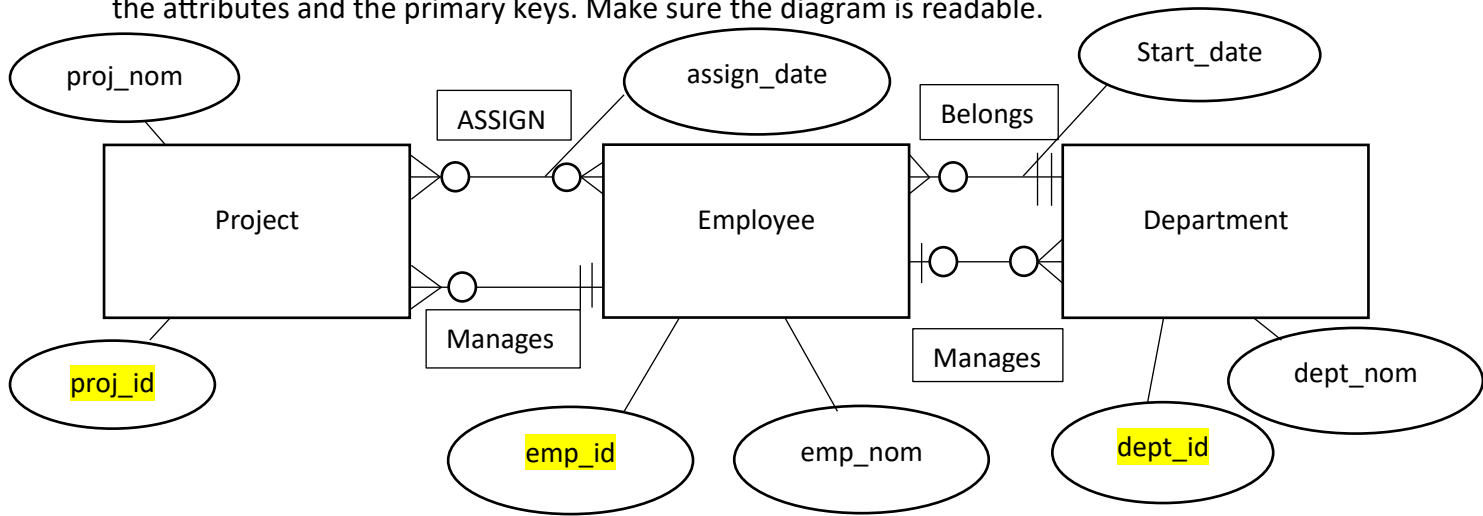 the attributes and the primary keys. Make sure the diagram is readable.
proj_nom
assign_date
Start_date
ASSIGN
Belongs
Project
Employee
Department
Manages
Manages
proj_id
dept_nom
emp_id
emp_nom
dept_id